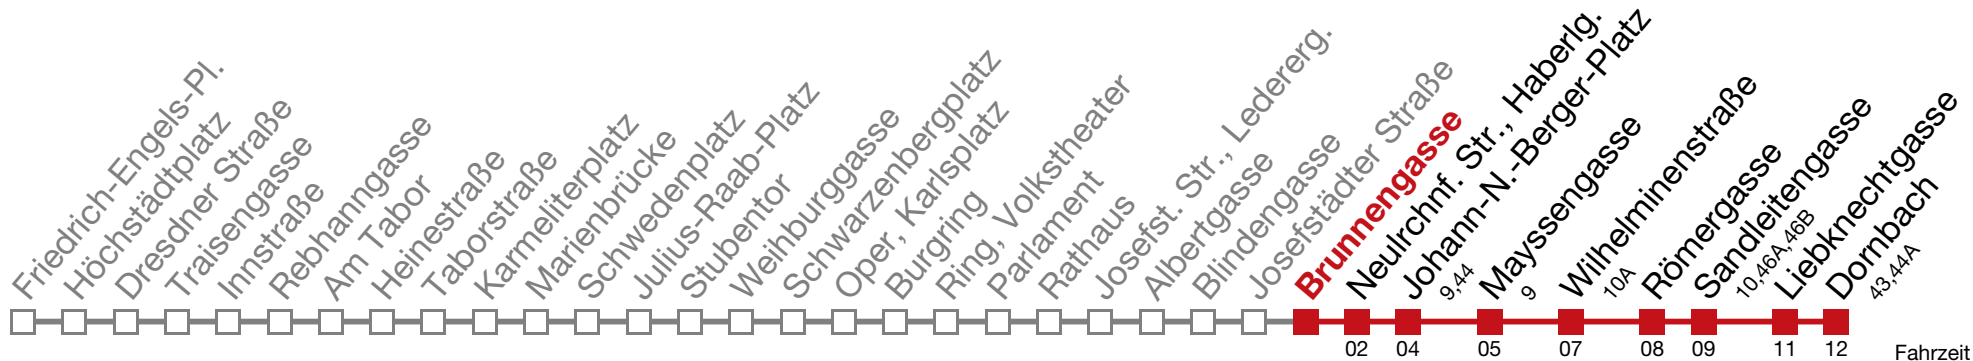 Friedrich-Engels-Pl.
Höchstädtplatz
Dresdner Straße
Traisengasse
Innstraße
Rebhanngasse
Am Tabor
Heinestraße
Taborstraße
Karmeliterplatz
Marienbrücke
Schwedenplatz
Julius-Raab-Platz
Stubentor
Weihburggasse
Schwarzenbergplatz
Oper, Karlsplatz
Burgring
Ring, Volkstheater
Parlament
Rathaus
Josefst. Str., Ledererg.
Albertgasse
Blindengasse
Josefstädter Straße
Brunnengasse
Neulrchnf. Str., Haberlg.
Johann-N.-Berger-Platz
9,44
Mayssengasse
9
Wilhelminenstraße
10A
Römergasse
Sandleitengasse
10,46A,46B
Liebknechtgasse
Dornbach
43,44A
02 04 05 07 08 09 11 12 Fahrzeit